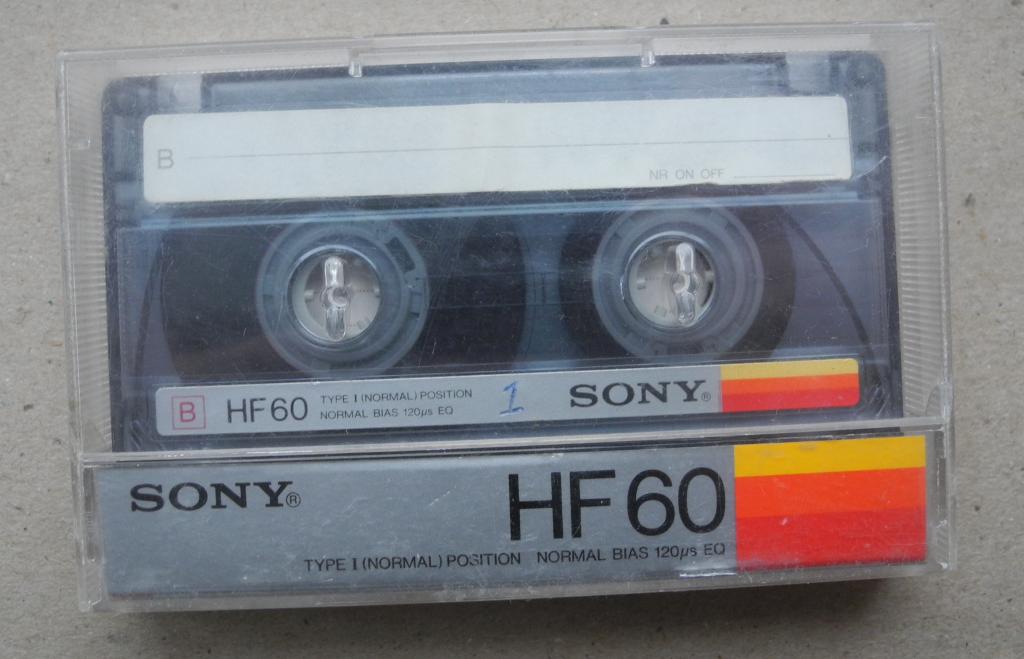 B
NR ON OFF
B HF60 TYPE I (NORMAL) POSITION
NORMAL BIAS 120µs EQ
1
SONY®
SONY®
HF60
TYPE I (NORMAL) POSITION NORMAL BIAS 120µs EQ